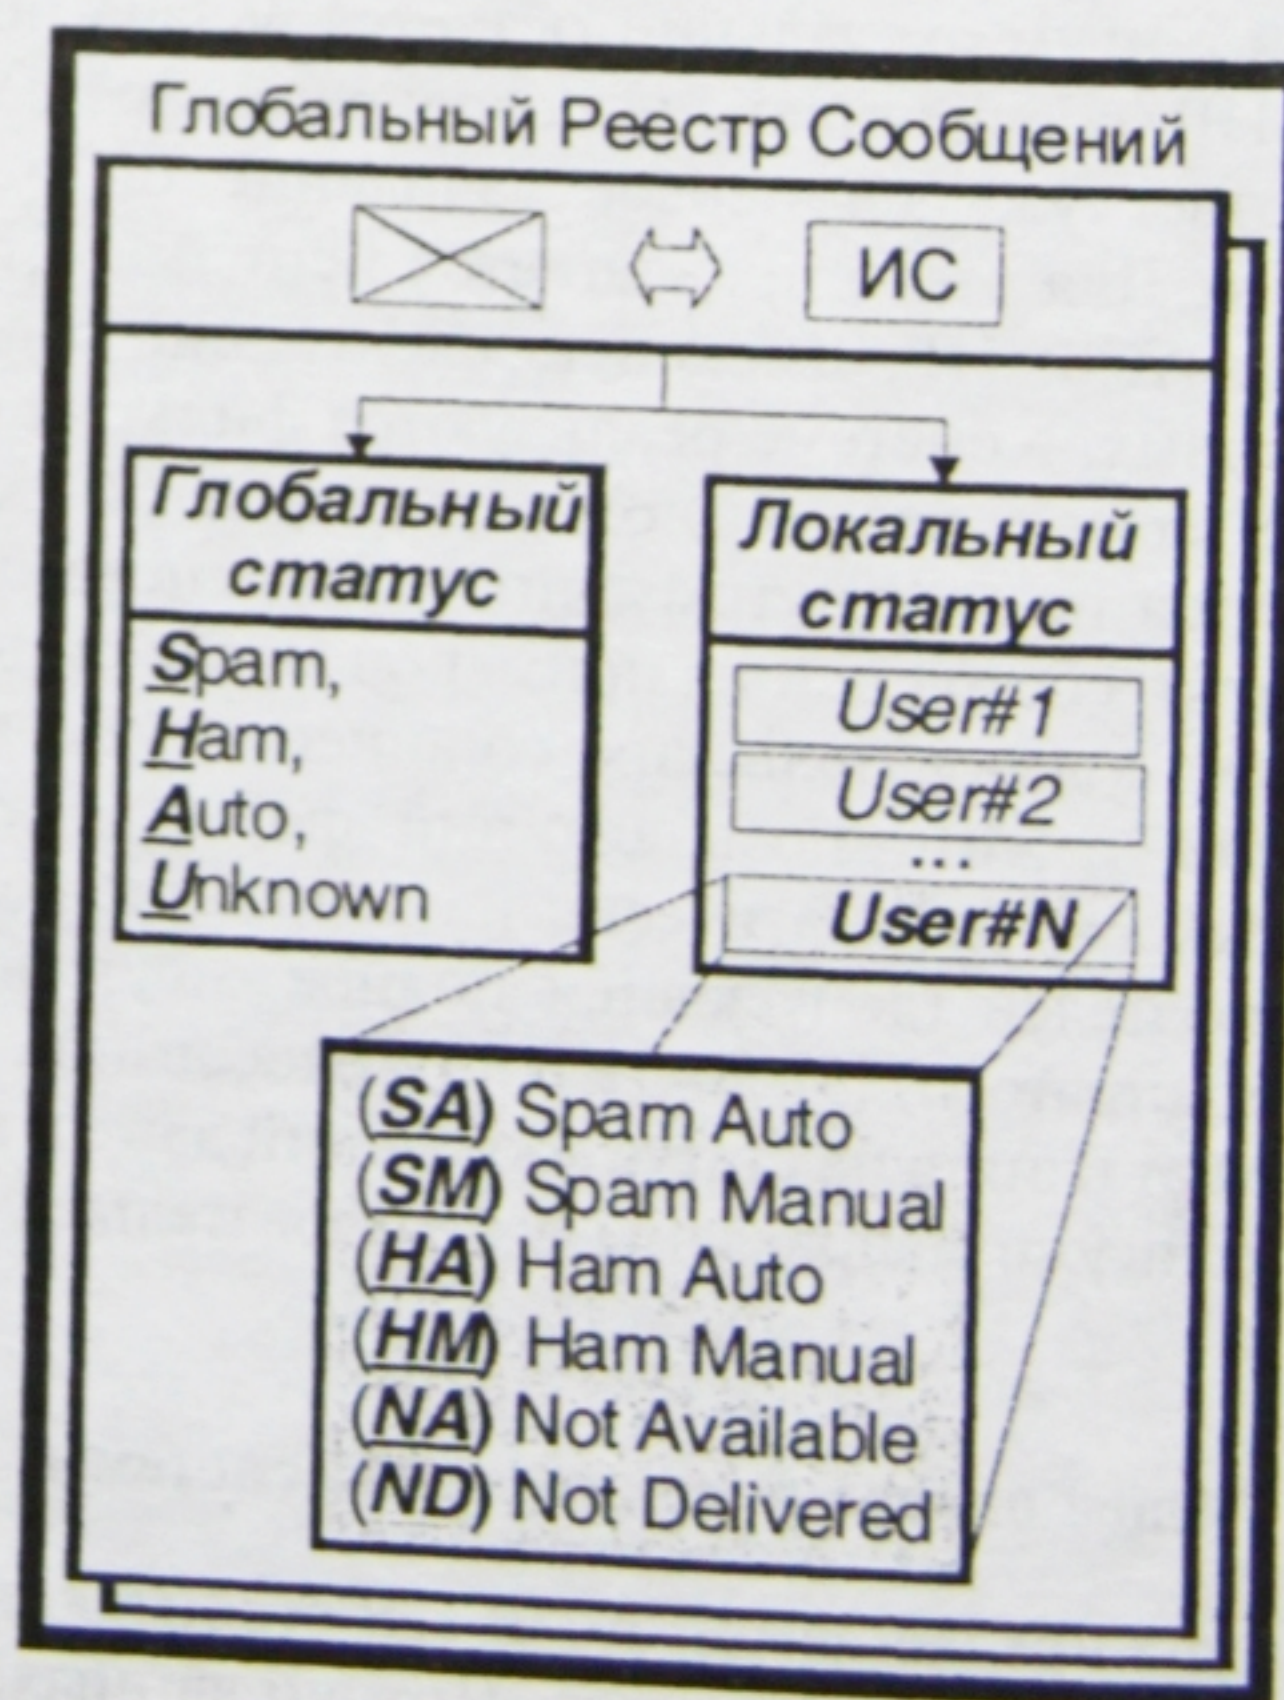 Глобальный Реестр Сообщений
ИС
Глобальный
статус
Spam,
Ham,
Auto,
Unknown
Локальный
статус
User#1
User#2
...
User#N
(SA) Spam Auto
(SM) Spam Manual
(HA) Ham Auto
(HM) Ham Manual
(NA) Not Available
(ND) Not Delivered